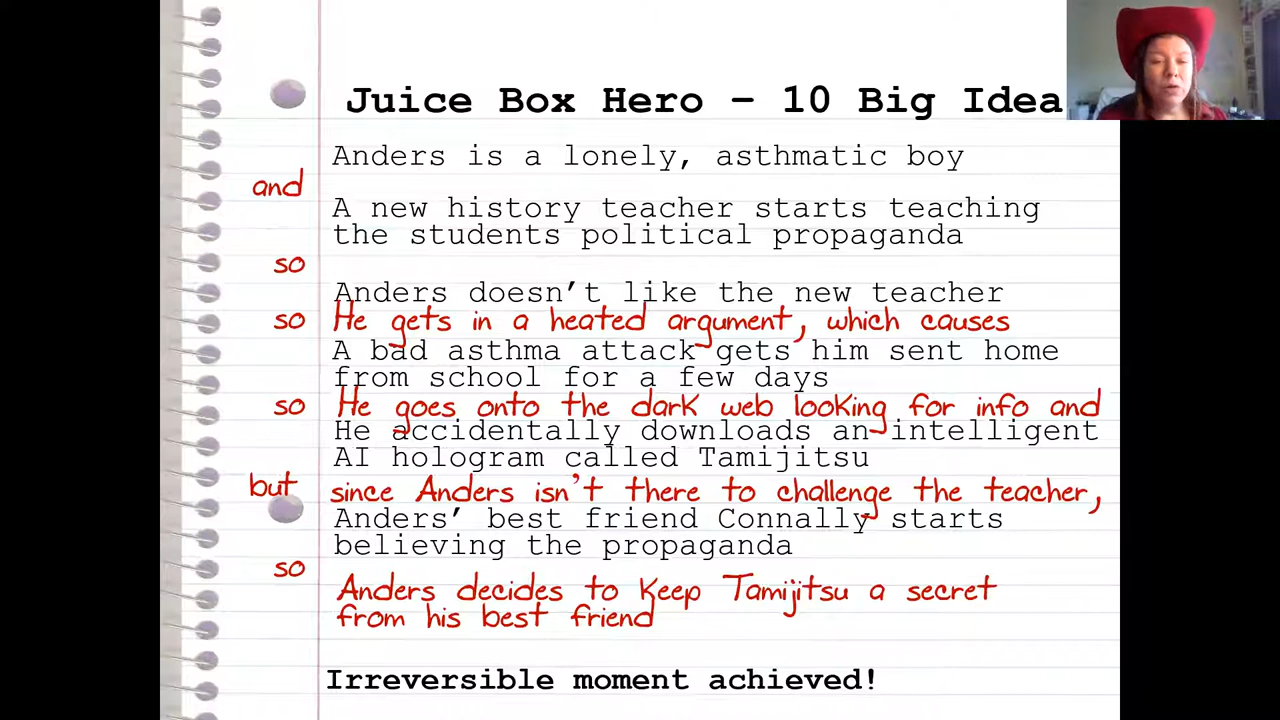 Juice Box Hero – 10 Big Idea
Anders is a lonely, asthmatic boy
and
A new history teacher starts teaching
the students political propaganda
so
Anders doesn’t like the new teacher
so He gets in a heated argument, which causes
A bad asthma attack gets him sent home
from school for a few days
so He goes onto the dark web looking for info and
He accidentally downloads an intelligent
AI hologram called Tamijitsu
but since Anders isn’t there to challenge the teacher,
Anders’ best friend Connally starts
believing the propaganda
so
Anders decides to keep Tamijitsu a secret
from his best friend
Irreversible moment achieved!